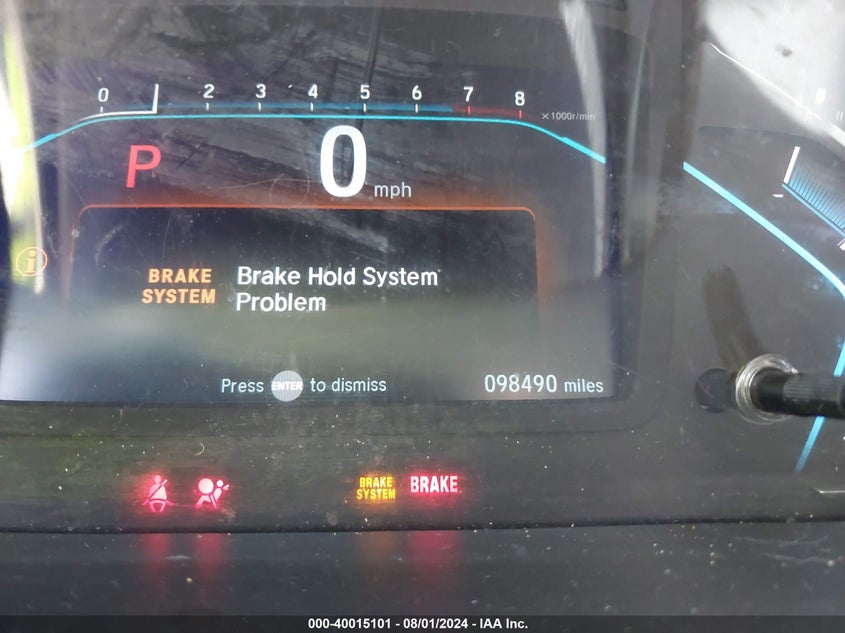 0 2 3 4 5 6 7 8
×1000r/min
P 0 mph
BRAKE SYSTEM
Brake Hold System Problem
Press ENTER to dismiss
098490 miles
BRAKE SYSTEM
BRAKE
000-40015101 - 08/01/2024 - IAA Inc.